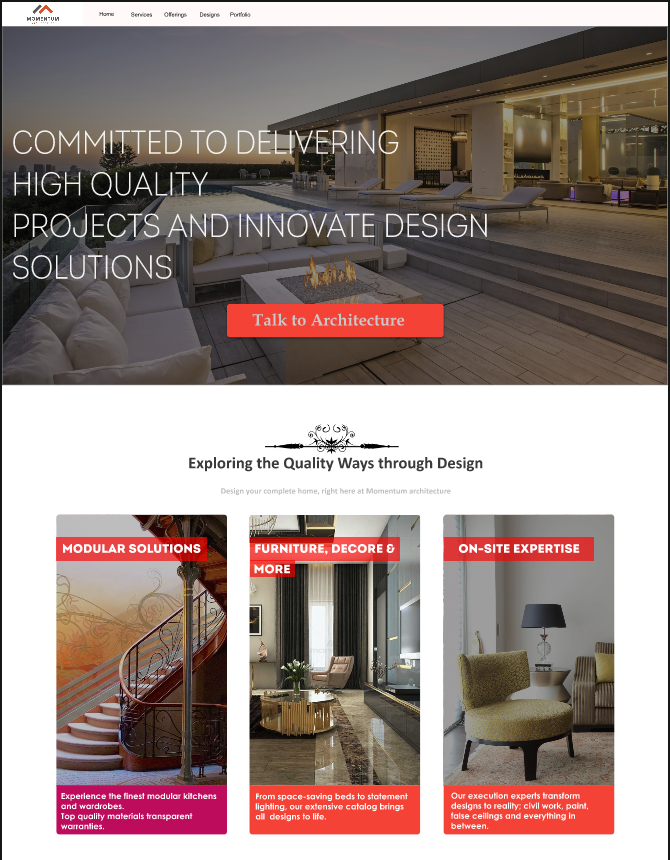 MOMENTUM
Home Services Offerings Designs Portfolio
COMMITTED TO DELIVERING
HIGH QUALITY
PROJECTS AND INNOVATE DESIGN
SOLUTIONS
Talk to Architecture
Exploring the Quality Ways through Design
Design your complete home, right here at Momentum architecture
MODULAR SOLUTIONS
Experience the finest modular kitchens
and wardrobes.
Top quality materials transparent
warranties.
FURNITURE, DECORE &
MORE
From space-saving beds to statement
lighting, our extensive catalog brings
all designs to life.
ON-SITE EXPERTISE
Our execution experts transform
designs to reality; civil work, paint,
false ceilings and everything in
between.